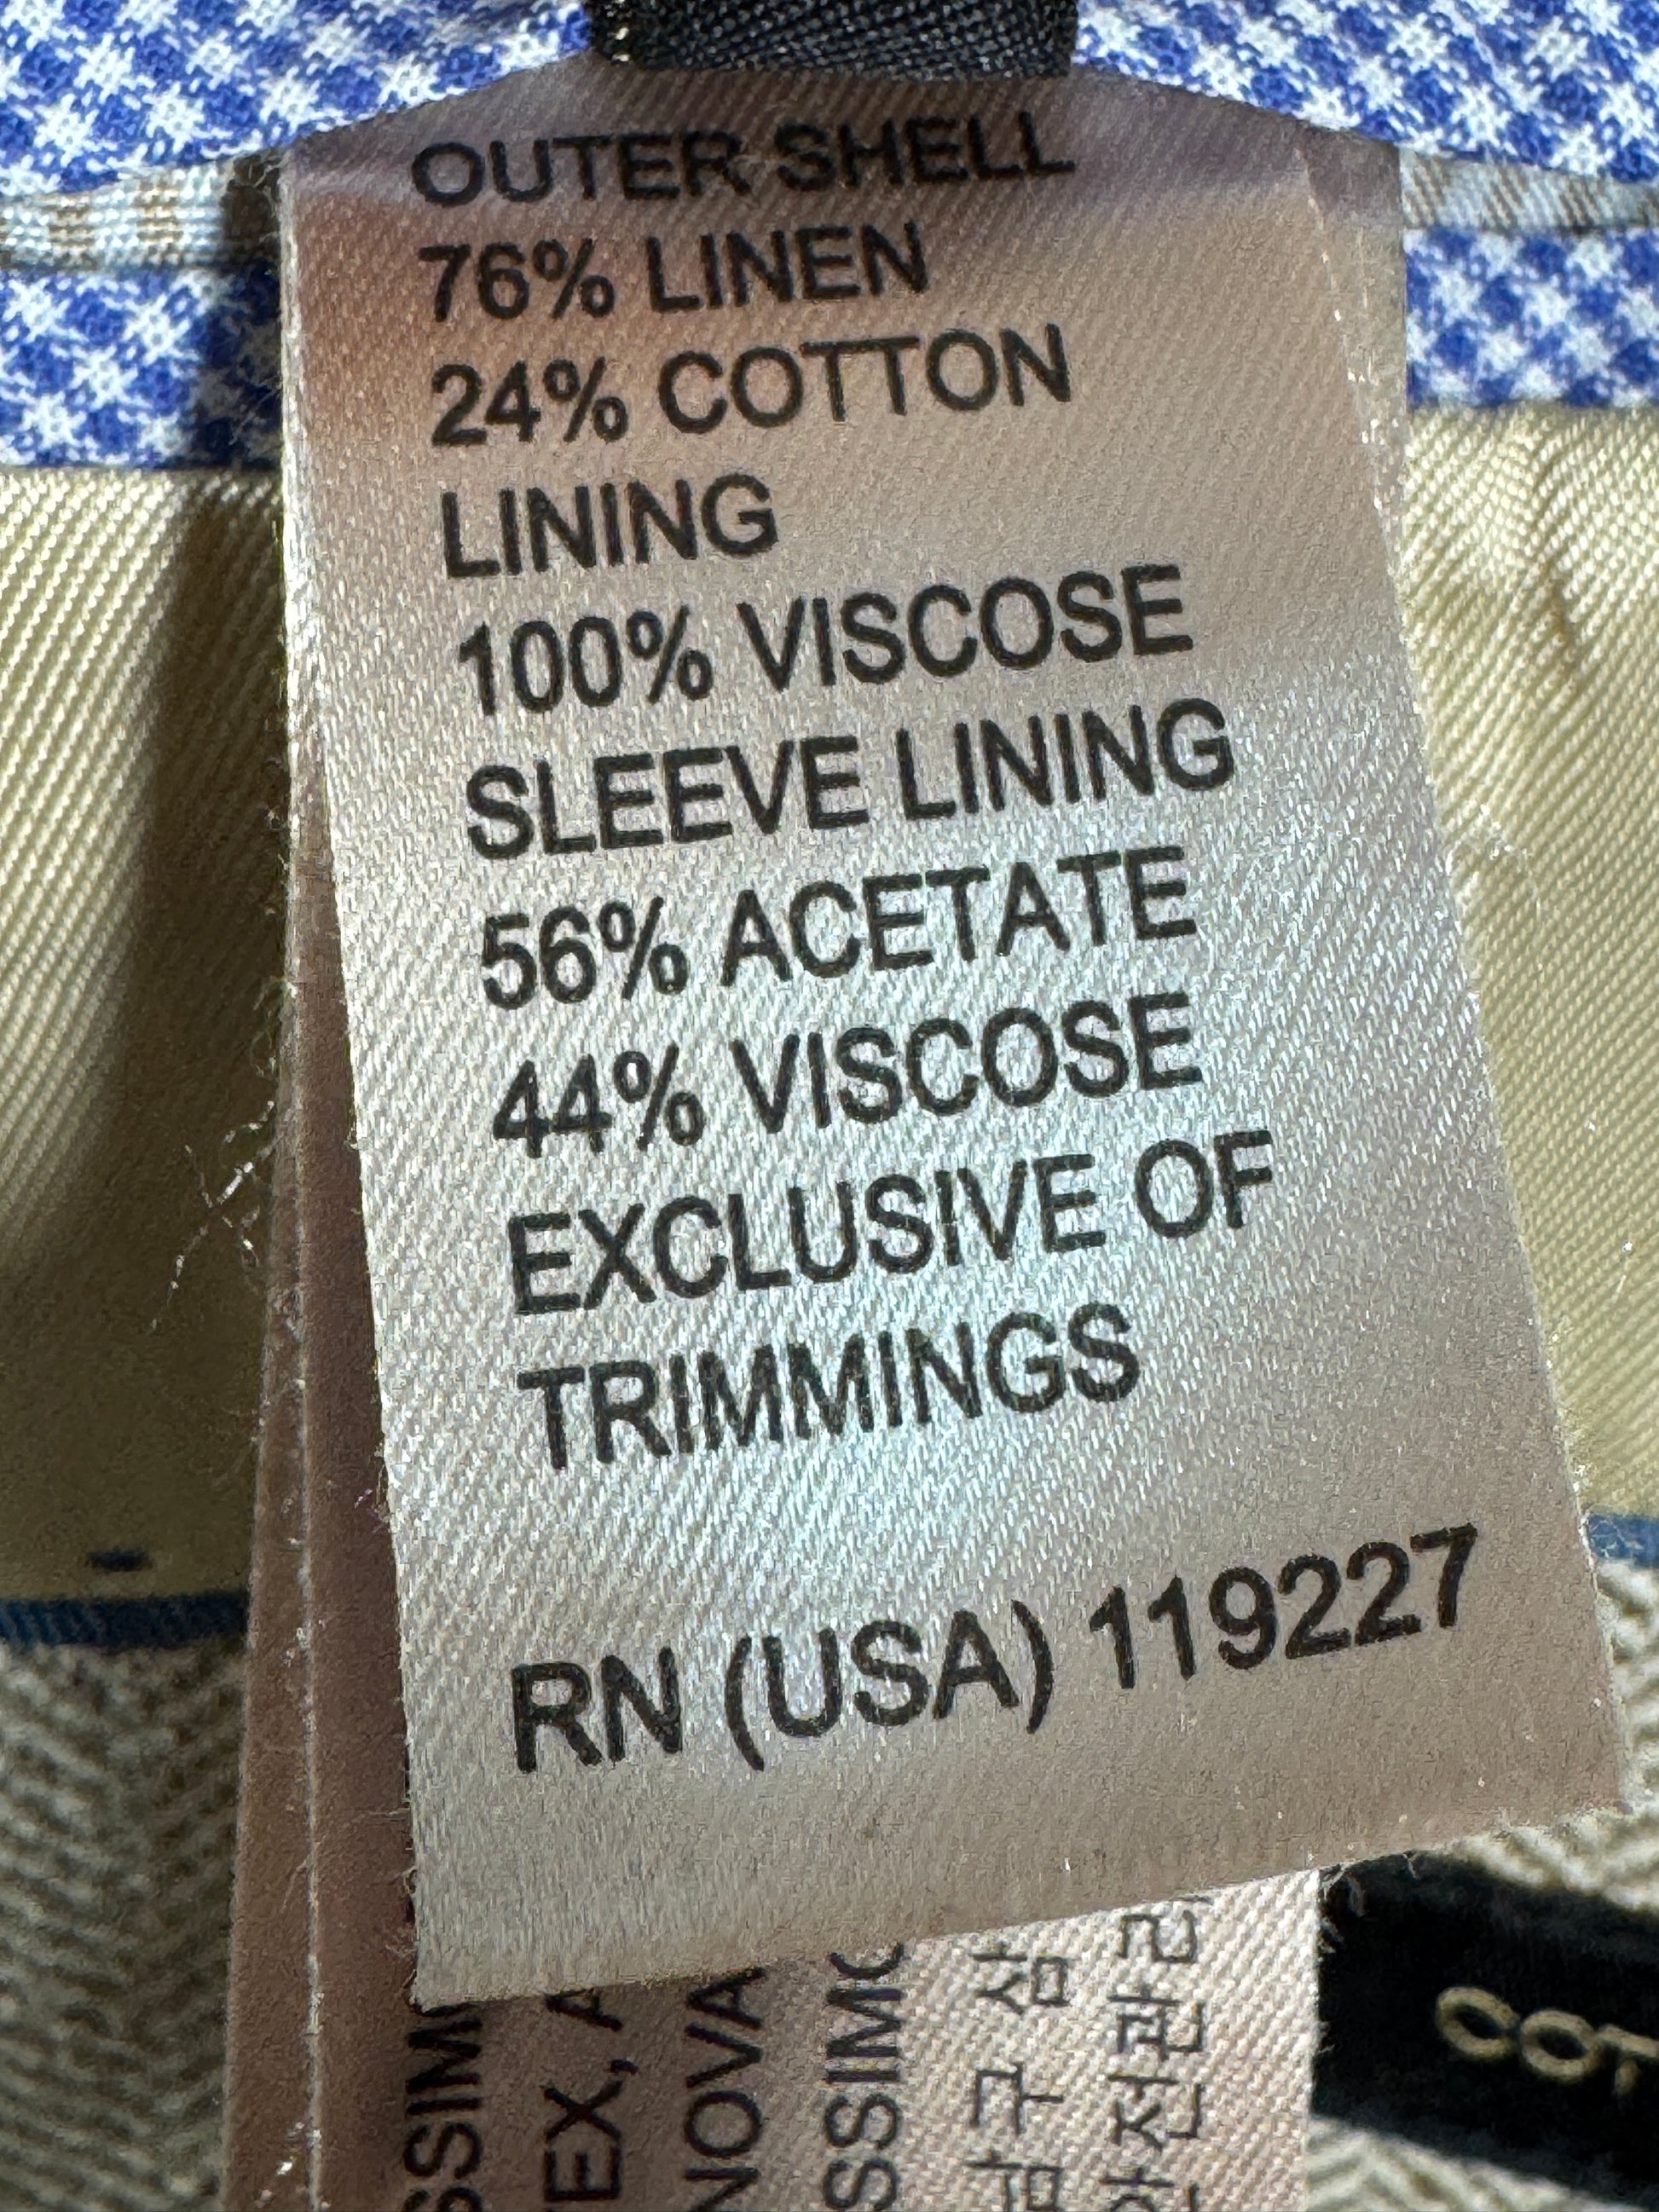 OUTER SHELL
76% LINEN
24% COTTON
LINING
100% VISCOSE
SLEEVE LINING
56% ACETATE
44% VISCOSE
EXCLUSIVE OF
TRIMMINGS
RN (USA) 119227